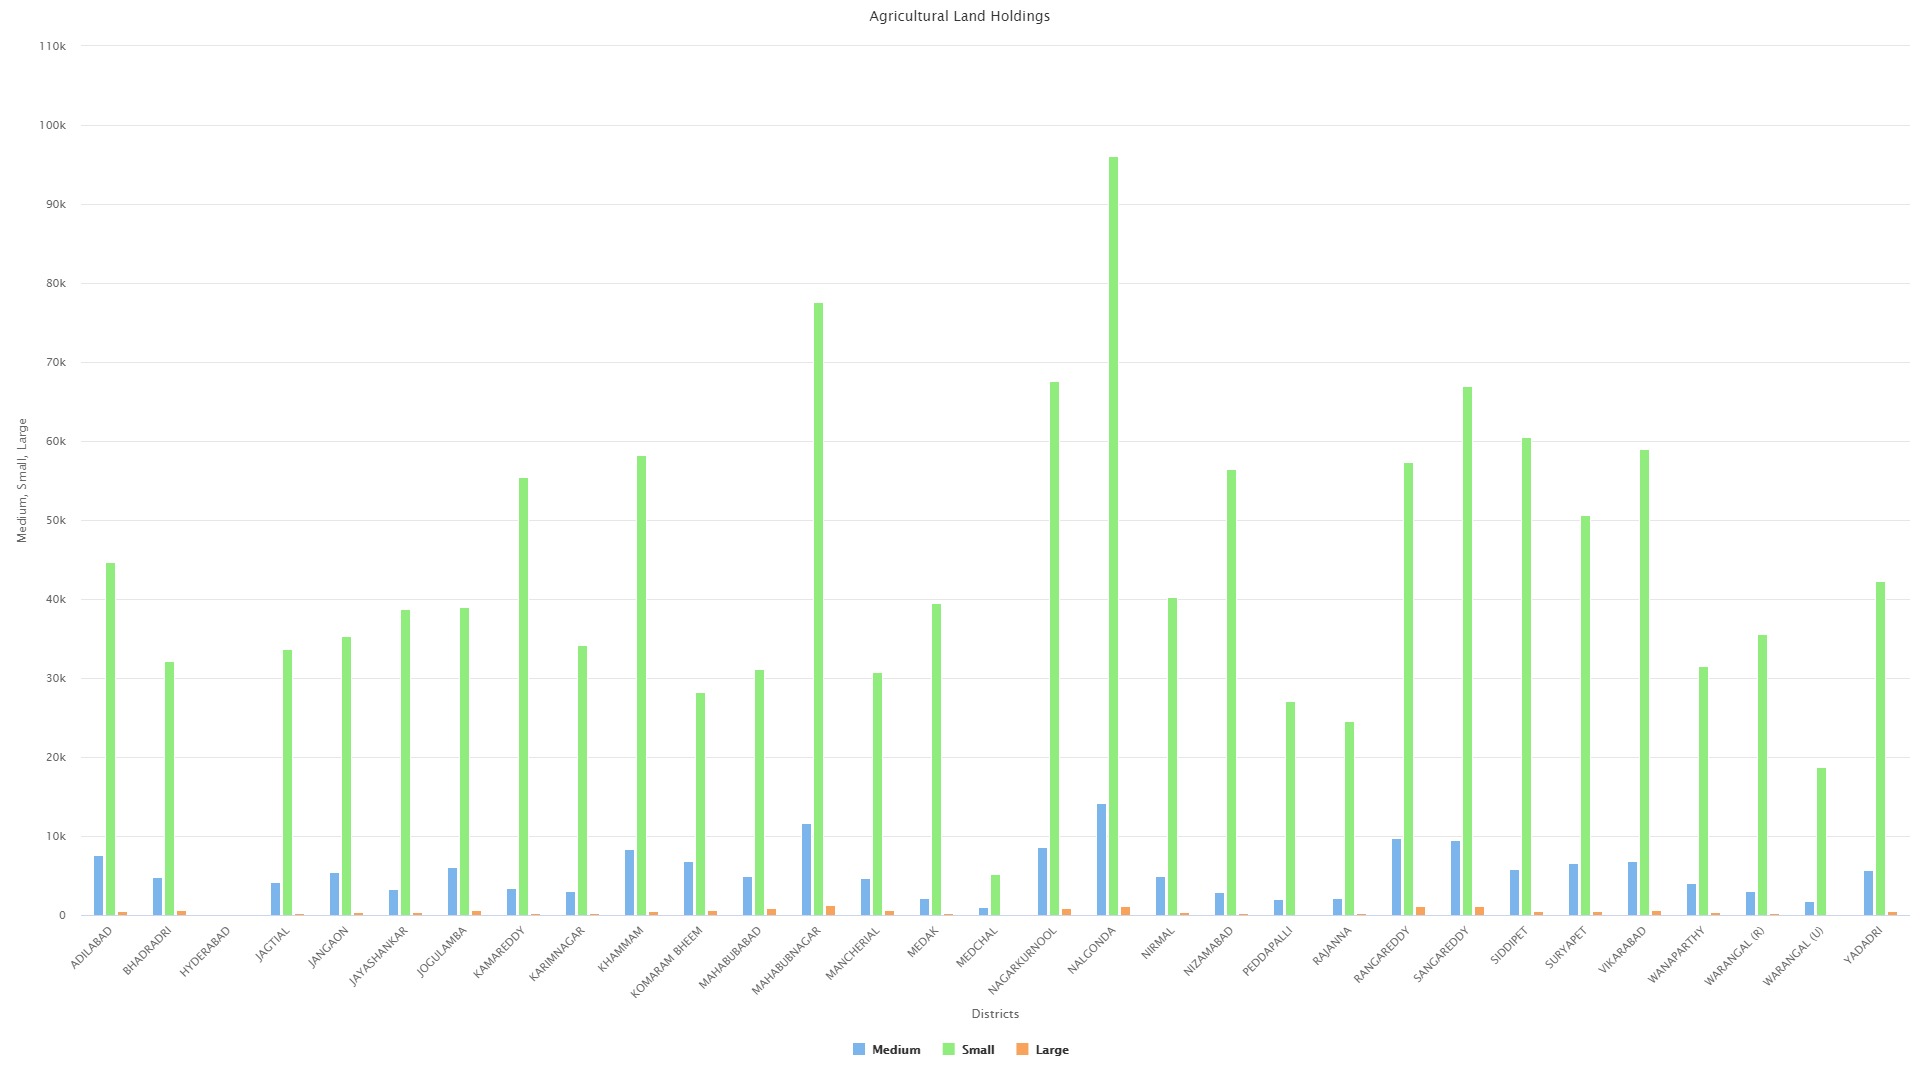 Agricultural Land Holdings
110k
100k
90k
80k
70k
60k
50k
40k
30k
20k
10k
0
Medium, Small, Large
ADILABAD
BHADRADRI
HYDERABAD
JAGTIAL
JANGAON
JAYASHANKAR
JOGULAMBA
KAMAREDDY
KARIMNAGAR
KHAMMAM
KOMARAM BHEEM
MAHABUBABAD
MAHABUBNAGAR
MANCHERIAL
MEDAK
MEDCHAL
NAGARKURNOOL
NALGONDA
NIRMAL
NIZAMABAD
PEDDAPALLI
RAJANNA
RANGAREDDY
SANGAREDDY
SIDDIPET
SURYAPET
VIKARABAD
WANAPARTHY
WARANGAL (R)
WARANGAL (U)
YADADRI
Districts
Medium
Small
Large